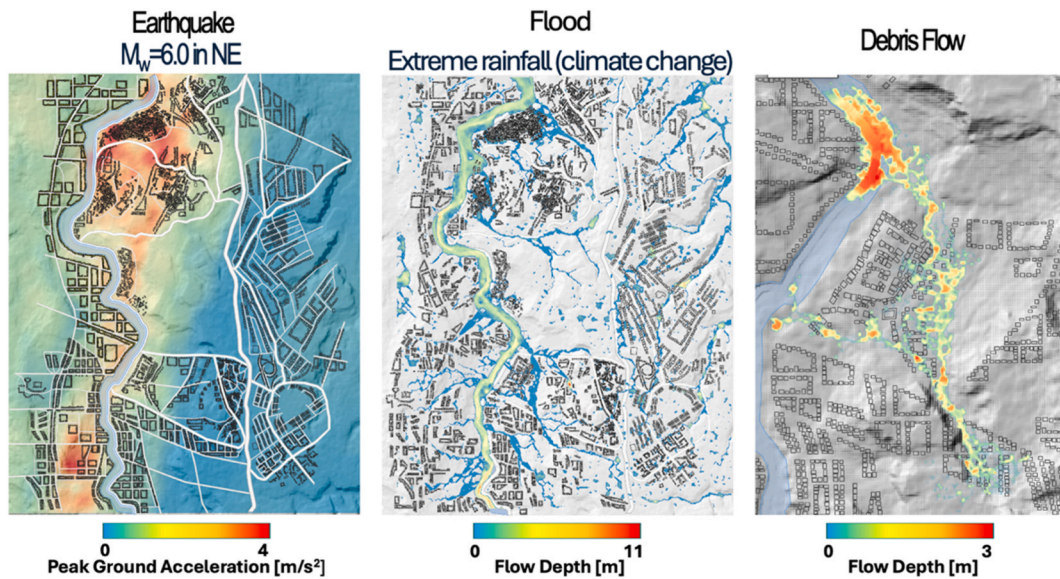 Earthquake
Mw=6.0 in NE
Flood
Extreme rainfall (climate change)
Debris Flow
0 4
Peak Ground Acceleration [m/s²]
0 11
Flow Depth [m]
0 3
Flow Depth [m]